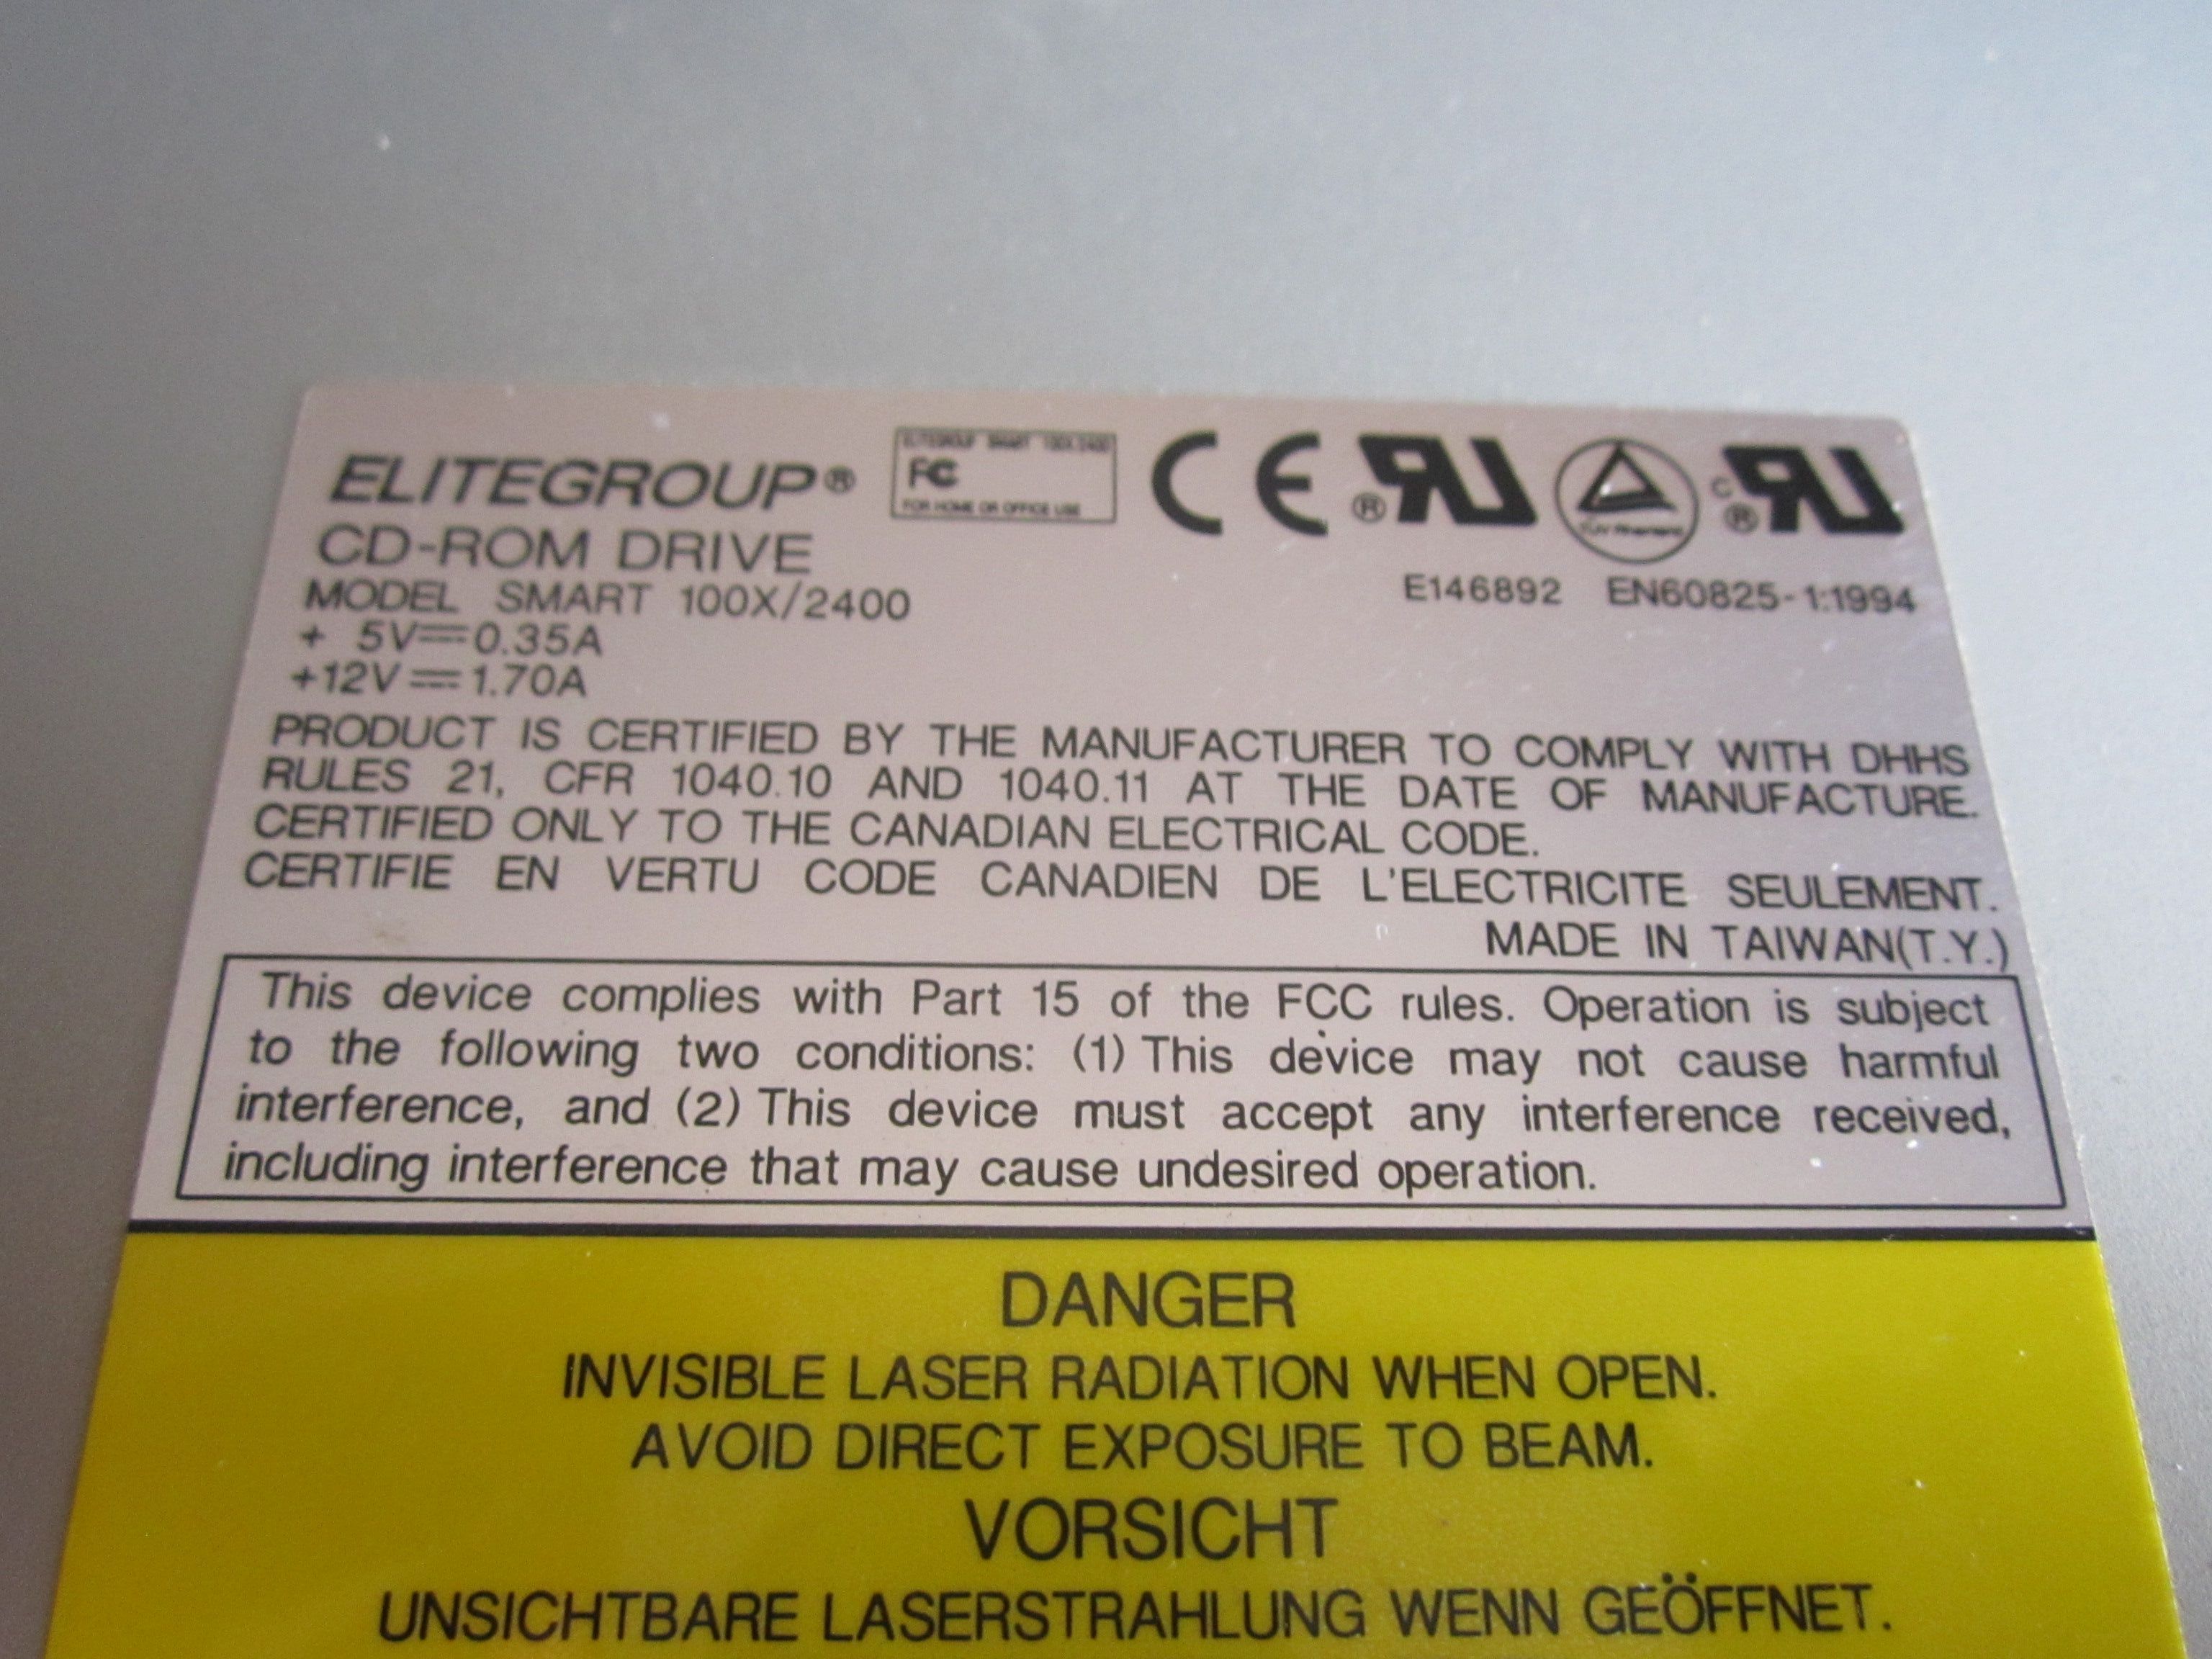 ELITEGROUP®
ELITEGROUP SMART 100X/2400
FC
FOR HOME OR OFFICE USE
CE
®
®
C
CD-ROM DRIVE
MODEL SMART 100X/2400
E146892 EN60825-1:1994
+ 5V⎓0.35A
+12V⎓1.70A
PRODUCT IS CERTIFIED BY THE MANUFACTURER TO COMPLY WITH DHHS
RULES 21, CFR 1040.10 AND 1040.11 AT THE DATE OF MANUFACTURE.
CERTIFIED ONLY TO THE CANADIAN ELECTRICAL CODE.
CERTIFIE EN VERTU CODE CANADIEN DE L'ELECTRICITE SEULEMENT.
MADE IN TAIWAN(T.Y.)
This device complies with Part 15 of the FCC rules. Operation is subject
to the following two conditions: (1) This device may not cause harmful
interference, and (2) This device must accept any interference received,
including interference that may cause undesired operation.
DANGER
INVISIBLE LASER RADIATION WHEN OPEN.
AVOID DIRECT EXPOSURE TO BEAM.
VORSICHT
UNSICHTBARE LASERSTRAHLUNG WENN GEÖFFNET.